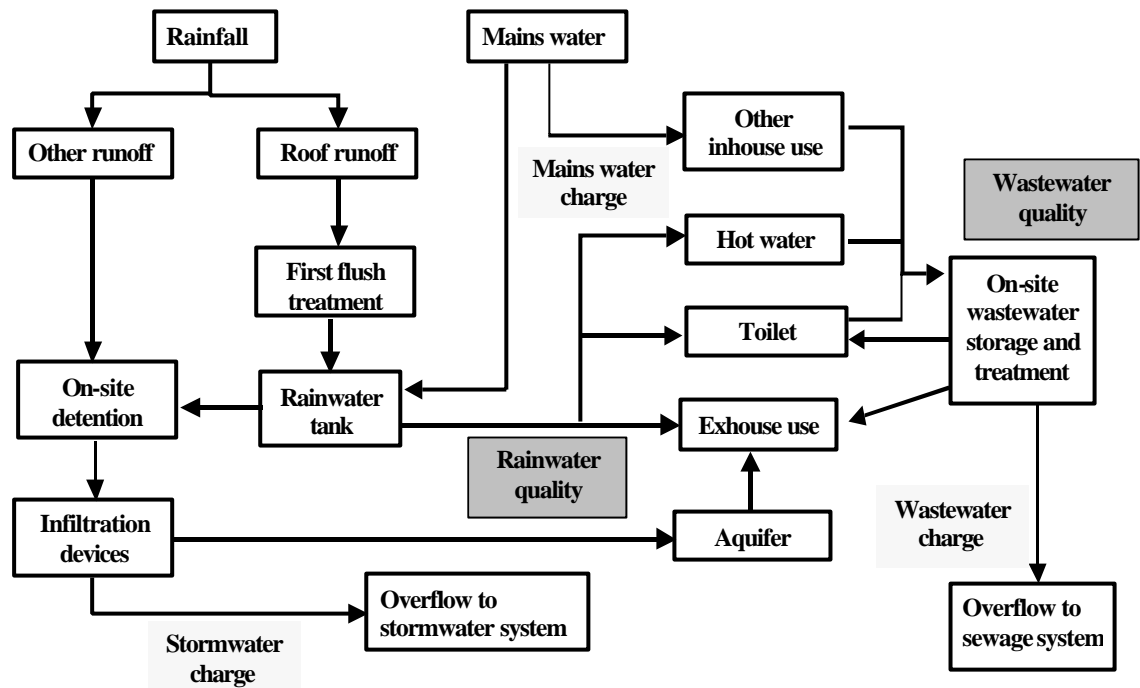 Rainfall
Mains water
Other runoff
Roof runoff
Other
inhouse use
Mains water
charge
Wastewater
quality
First flush
treatment
Hot water
Toilet
On-site
wastewater
storage and
treatment
On-site
detention
Rainwater
tank
Exhouse use
Rainwater
quality
Infiltration
devices
Aquifer
Wastewater
charge
Overflow to
stormwater system
Overflow to
sewage system
Stormwater
charge